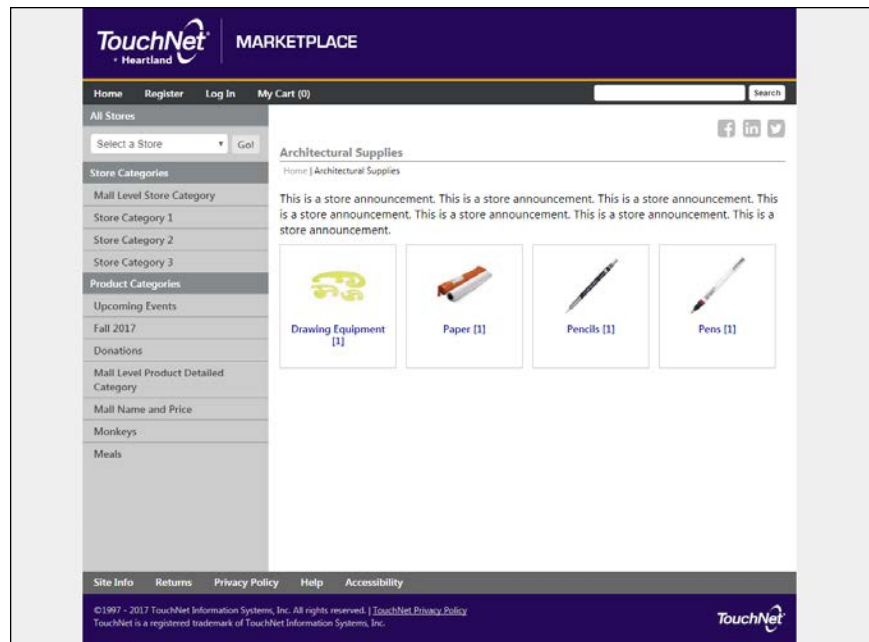 TouchNet®
Heartland
MARKETPLACE
Home Register Log In My Cart (0) Search
All Stores
Select a Store Go!
Store Categories
Mall Level Store Category
Store Category 1
Store Category 2
Store Category 3
Product Categories
Upcoming Events
Fall 2017
Donations
Mall Level Product Detailed
Category
Mall Name and Price
Monkeys
Meals
Architectural Supplies
Home | Architectural Supplies
This is a store announcement. This is a store announcement. This is a store announcement. This
is a store announcement. This is a store announcement. This is a store announcement. This is a
store announcement.
Drawing Equipment
[1]
Paper [1]
Pencils [1]
Pens [1]
Site Info Returns Privacy Policy Help Accessibility
©1997 - 2017 TouchNet Information Systems, Inc. All rights reserved. | TouchNet Privacy Policy
TouchNet is a registered trademark of TouchNet Information Systems, Inc.
TouchNet®